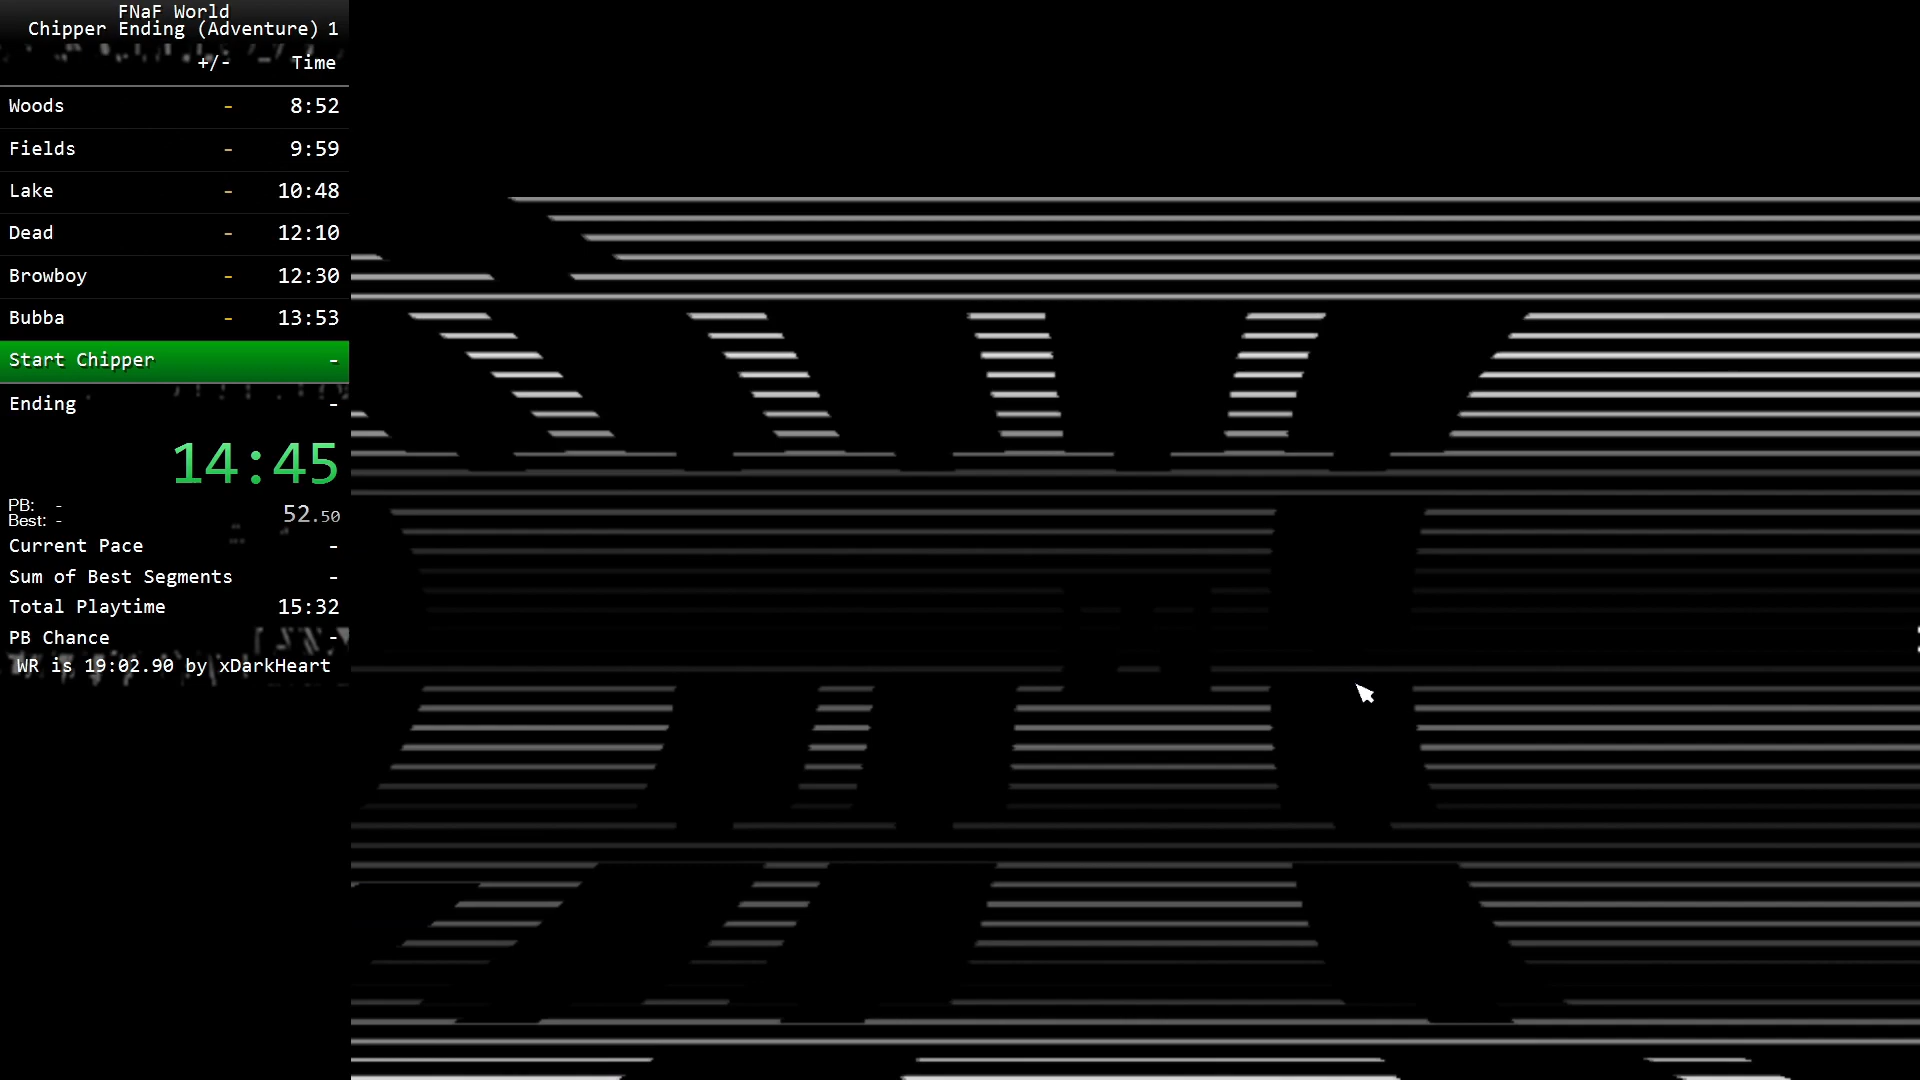 FNaF World
Chipper Ending (Adventure) 1
+/- Time
Woods - 8:52
Fields - 9:59
Lake - 10:48
Dead - 12:10
Browboy - 12:30
Bubba - 13:53
Start Chipper -
Ending -
14:45
PB: -
Best: - 52.50
Current Pace -
Sum of Best Segments -
Total Playtime 15:32
PB Chance -
WR is 19:02.90 by xDarkHeart